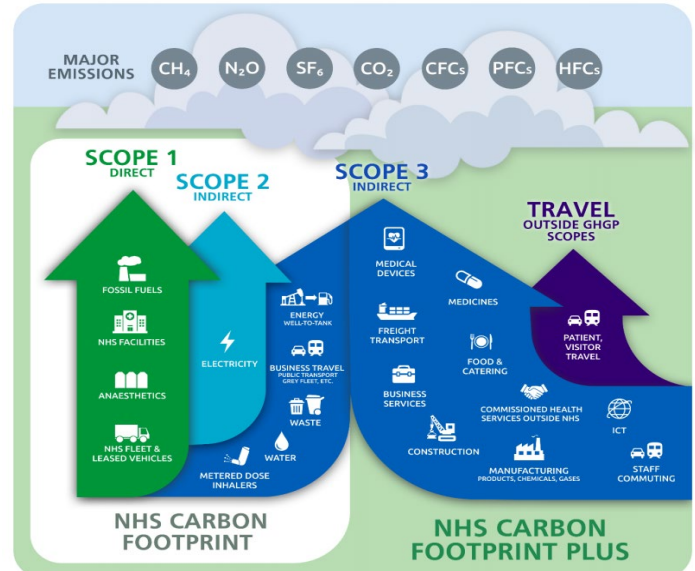 MAJOR
EMISSIONS
CH₄
N₂O
SF₆
CO₂
CFCs
PFCs
HFCs
SCOPE 1
DIRECT
SCOPE 2
INDIRECT
SCOPE 3
INDIRECT
TRAVEL
OUTSIDE GHGP
SCOPES
FOSSIL FUELS
NHS FACILITIES
ANAESTHETICS
NHS FLEET &
LEASED VEHICLES
ELECTRICITY
ENERGY
WELL-TO-TANK
BUSINESS TRAVEL
PUBLIC TRANSPORT
GREY FLEET, ETC.
WASTE
WATER
METERED DOSE
INHALERS
MEDICAL
DEVICES
MEDICINES
FREIGHT
TRANSPORT
FOOD &
CATERING
BUSINESS
SERVICES
COMMISSIONED HEALTH
SERVICES OUTSIDE NHS
CONSTRUCTION
MANUFACTURING
PRODUCTS, CHEMICALS, GASES
ICT
STAFF
COMMUTING
PATIENT,
VISITOR
TRAVEL
NHS CARBON
FOOTPRINT
NHS CARBON
FOOTPRINT PLUS